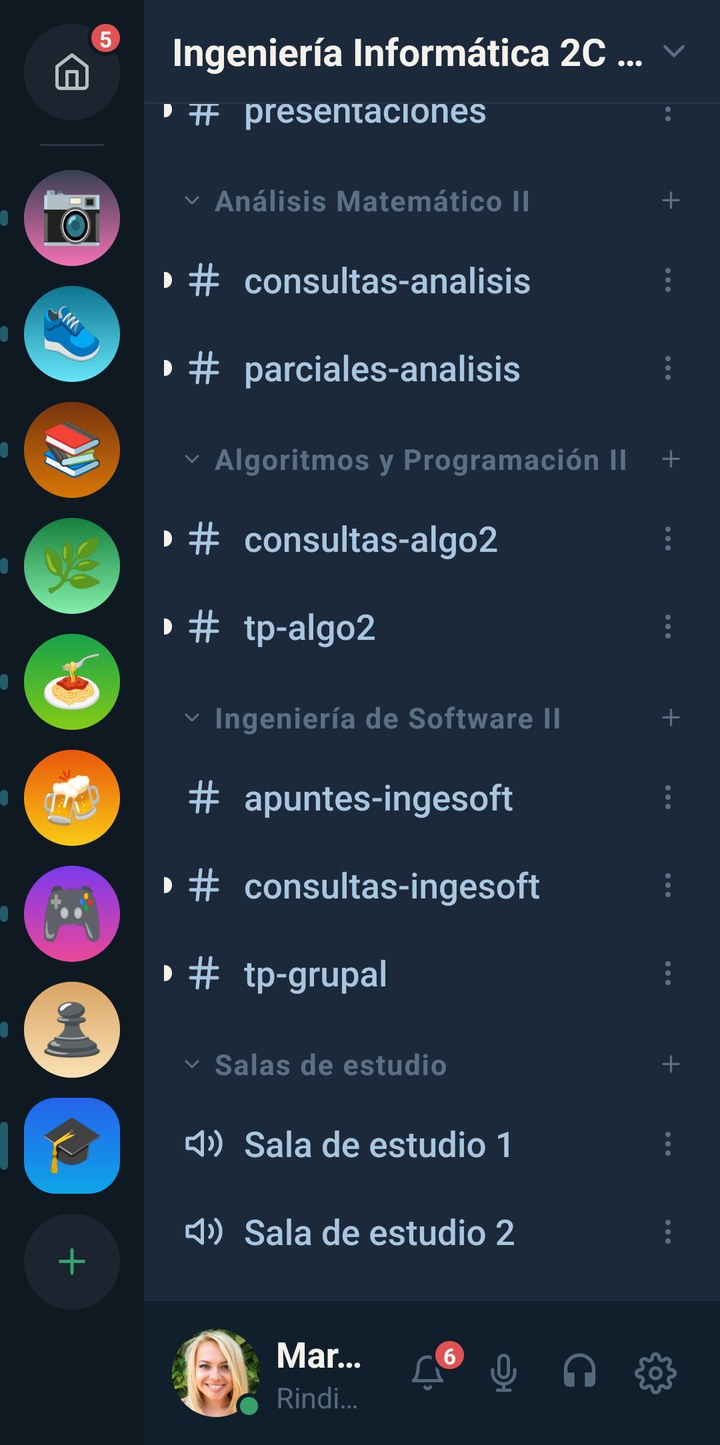 5
Ingeniería Informática 2C ...
# presentaciones
Análisis Matemático II
# consultas-analisis
# parciales-analisis
Algoritmos y Programación II
# consultas-algo2
# tp-algo2
Ingeniería de Software II
# apuntes-ingesoft
# consultas-ingesoft
# tp-grupal
Salas de estudio
Sala de estudio 1
Sala de estudio 2
Mar...
Rindi...
6